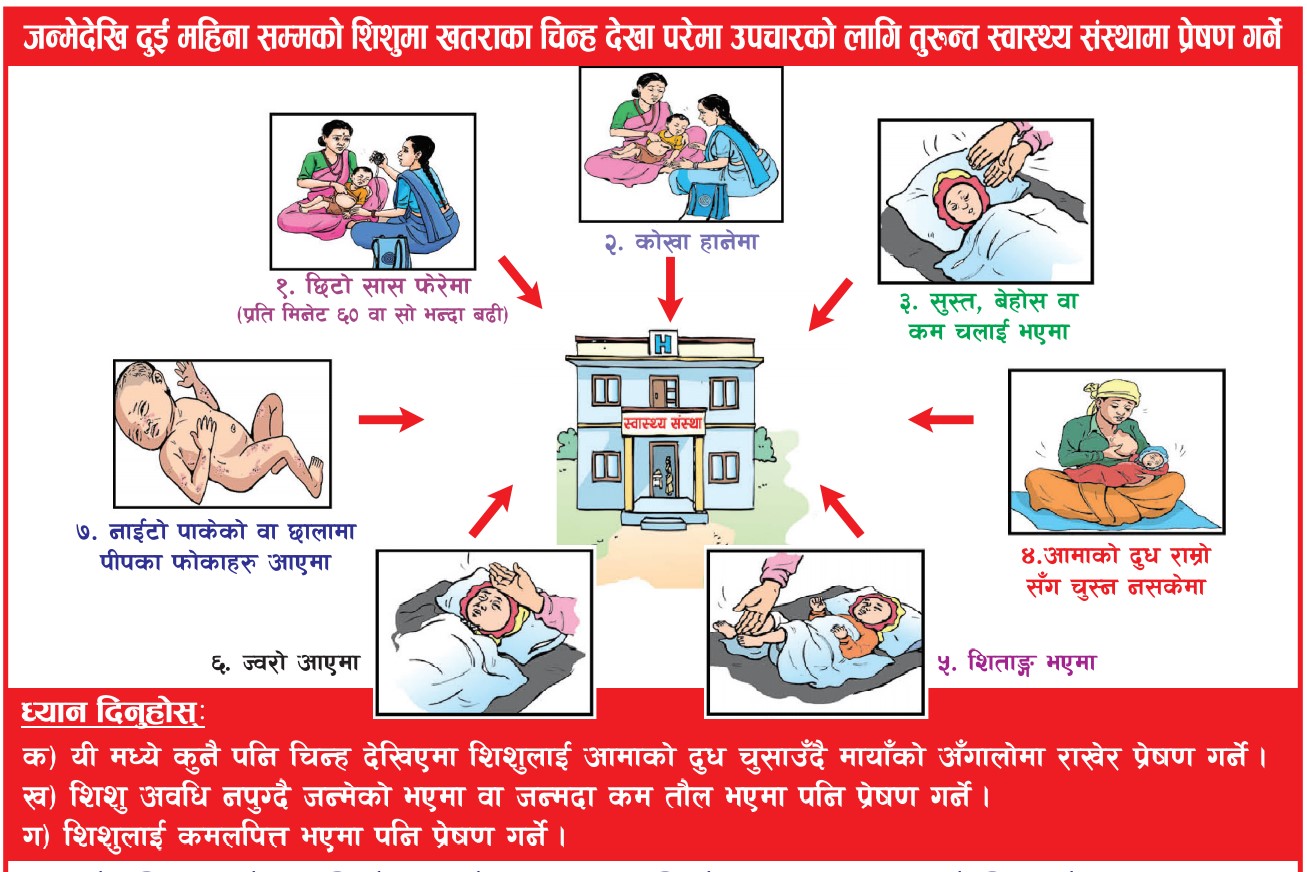 जन्मेदेखि दुई महिना सम्मको शिशुमा खतराका चिन्ह देखा परेमा उपचारको लागि तुरुन्त स्वास्थ्य संस्थामा प्रेषण गर्ने
१. छिटो सास फेरेमा
(प्रति मिनेट ६० वा सो भन्दा बढी)
२. कोखा हानेमा
३. सुस्त, बेहोस वा
कम चलाई भएमा
H
स्वास्थ्य संस्था
४.आमाको दुध राम्रो
सँग चुस्न नसकेमा
५. शिताङ्ग भएमा
६. ज्वरो आएमा
७. नाईटो पाकेको वा छालामा
पीपका फोकाहरु आएमा
ध्यान दिनुहोस्ः
क) यी मध्ये कुनै पनि चिन्ह देखिएमा शिशुलाई आमाको दुध चुसाउँदै मायाँको अँगालोमा राखेर प्रेषण गर्ने ।
ख) शिशु अवधि नपुग्दै जन्मेको भएमा वा जन्मदा कम तौल भएमा पनि प्रेषण गर्ने ।
ग) शिशुलाई कमलपित्त भएमा पनि प्रेषण गर्ने ।